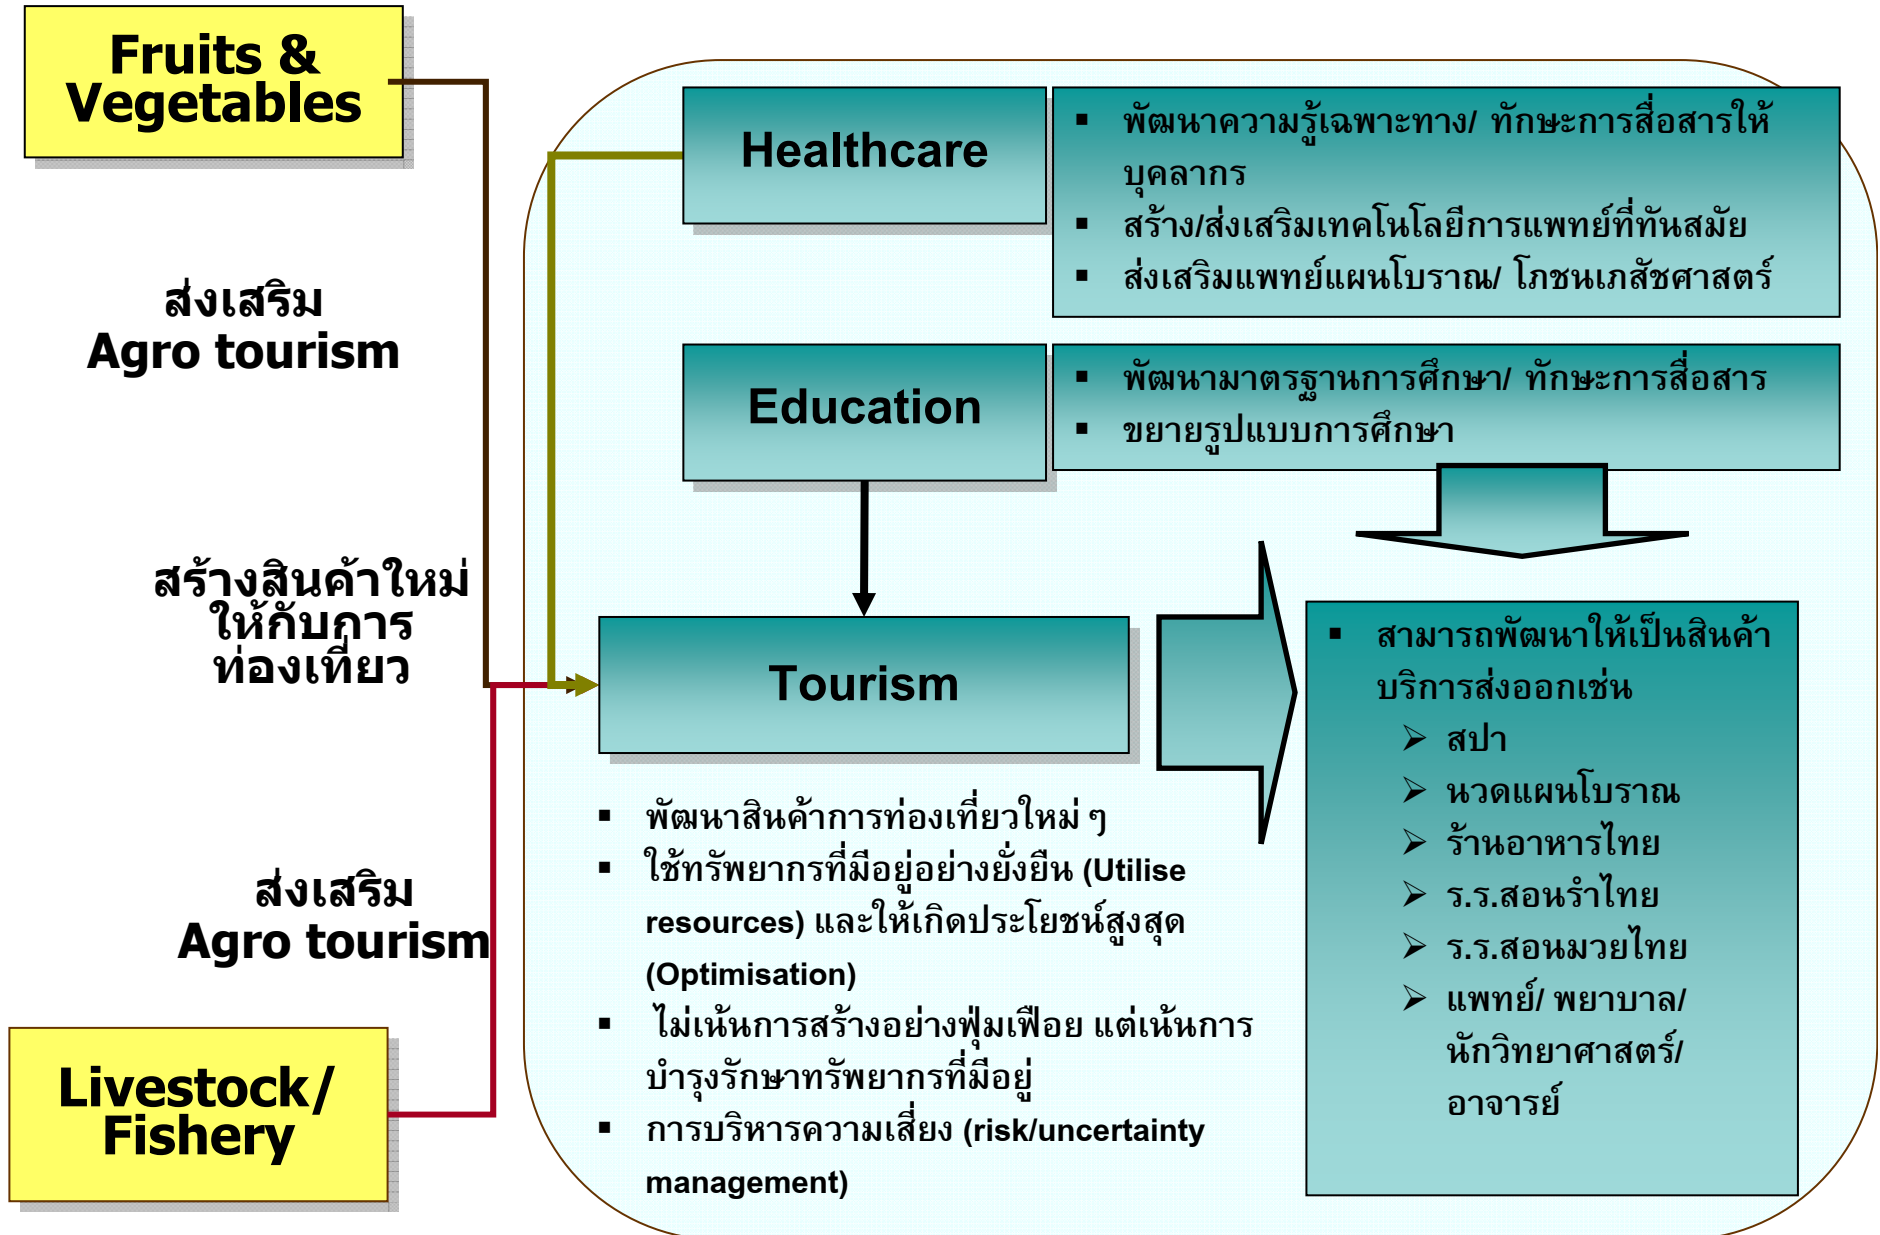 Fruits &
Vegetables
ส่งเสริม
Agro tourism
สร้างสินค้าใหม่
ให้กับการ
ท่องเที่ยว
ส่งเสริม
Agro tourism
Livestock/
Fishery
Healthcare
▪ พัฒนาความรู้เฉพาะทาง/ ทักษะการสื่อสารให้
บุคลากร
▪ สร้าง/ส่งเสริมเทคโนโลยีการแพทย์ที่ทันสมัย
▪ ส่งเสริมแพทย์แผนโบราณ/ โภชนเภสัชศาสตร์
Education
▪ พัฒนามาตรฐานการศึกษา/ ทักษะการสื่อสาร
▪ ขยายรูปแบบการศึกษา
Tourism
▪ พัฒนาสินค้าการท่องเที่ยวใหม่ ๆ
▪ ใช้ทรัพยากรที่มีอยู่อย่างยั่งยืน (Utilise
resources) และให้เกิดประโยชน์สูงสุด
(Optimisation)
▪ ไม่เน้นการสร้างอย่างฟุ่มเฟือย แต่เน้นการ
บำรุงรักษาทรัพยากรที่มีอยู่
▪ การบริหารความเสี่ยง (risk/uncertainty
management)
▪ สามารถพัฒนาให้เป็นสินค้า
บริการส่งออกเช่น
➢ สปา
➢ นวดแผนโบราณ
➢ ร้านอาหารไทย
➢ ร.ร.สอนรำไทย
➢ ร.ร.สอนมวยไทย
➢ แพทย์/ พยาบาล/
นักวิทยาศาสตร์/
อาจารย์